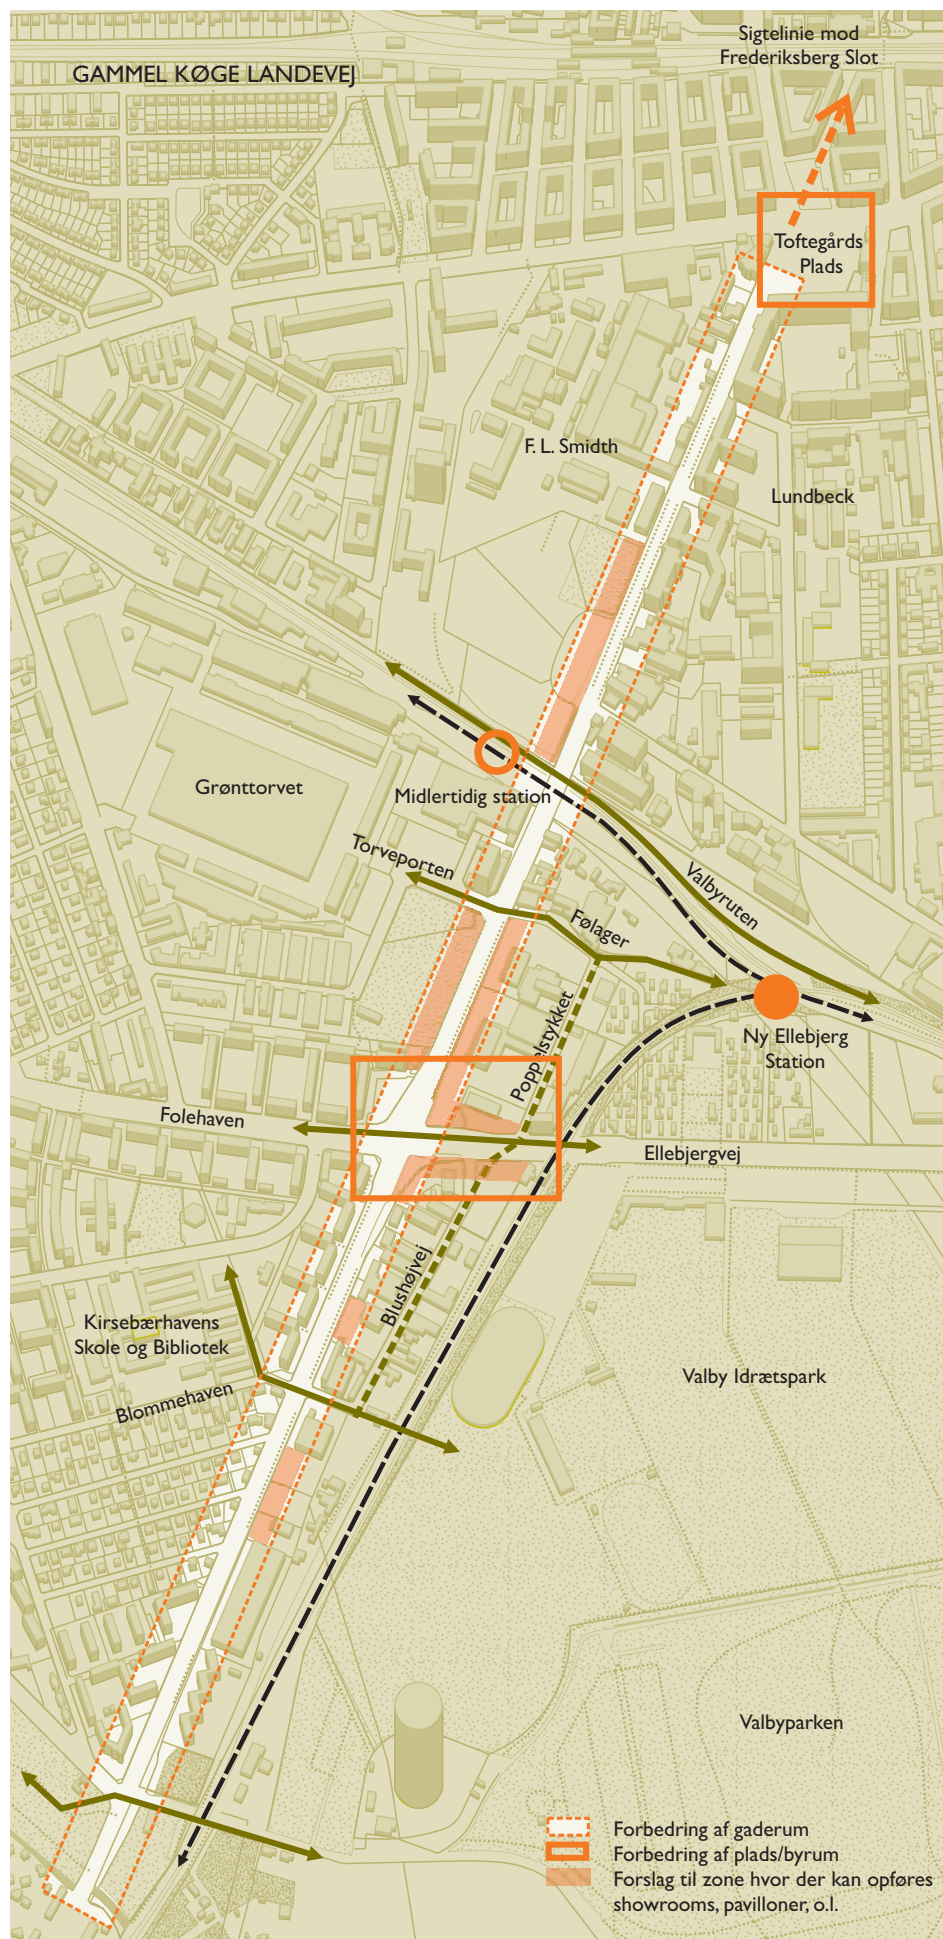 Sigtelinie mod
Frederiksberg Slot
GAMMEL KØGE LANDEVEJ
Toftegårds
Plads
F. L. Smidth
Lundbeck
Grønttorvet
Midlertidig station
Torveporten
Valbyruten
Følager
Poppelstykket
Ny Ellebjerg
Station
Folehaven
Ellebjergvej
Blushøjvej
Kirsebærhavens
Skole og Bibliotek
Valby Idrætspark
Blommehaven
Valbyparken
Forbedring af gaderum
Forbedring af plads/byrum
Forslag til zone hvor der kan opføres
showrooms, pavilloner, o.l.